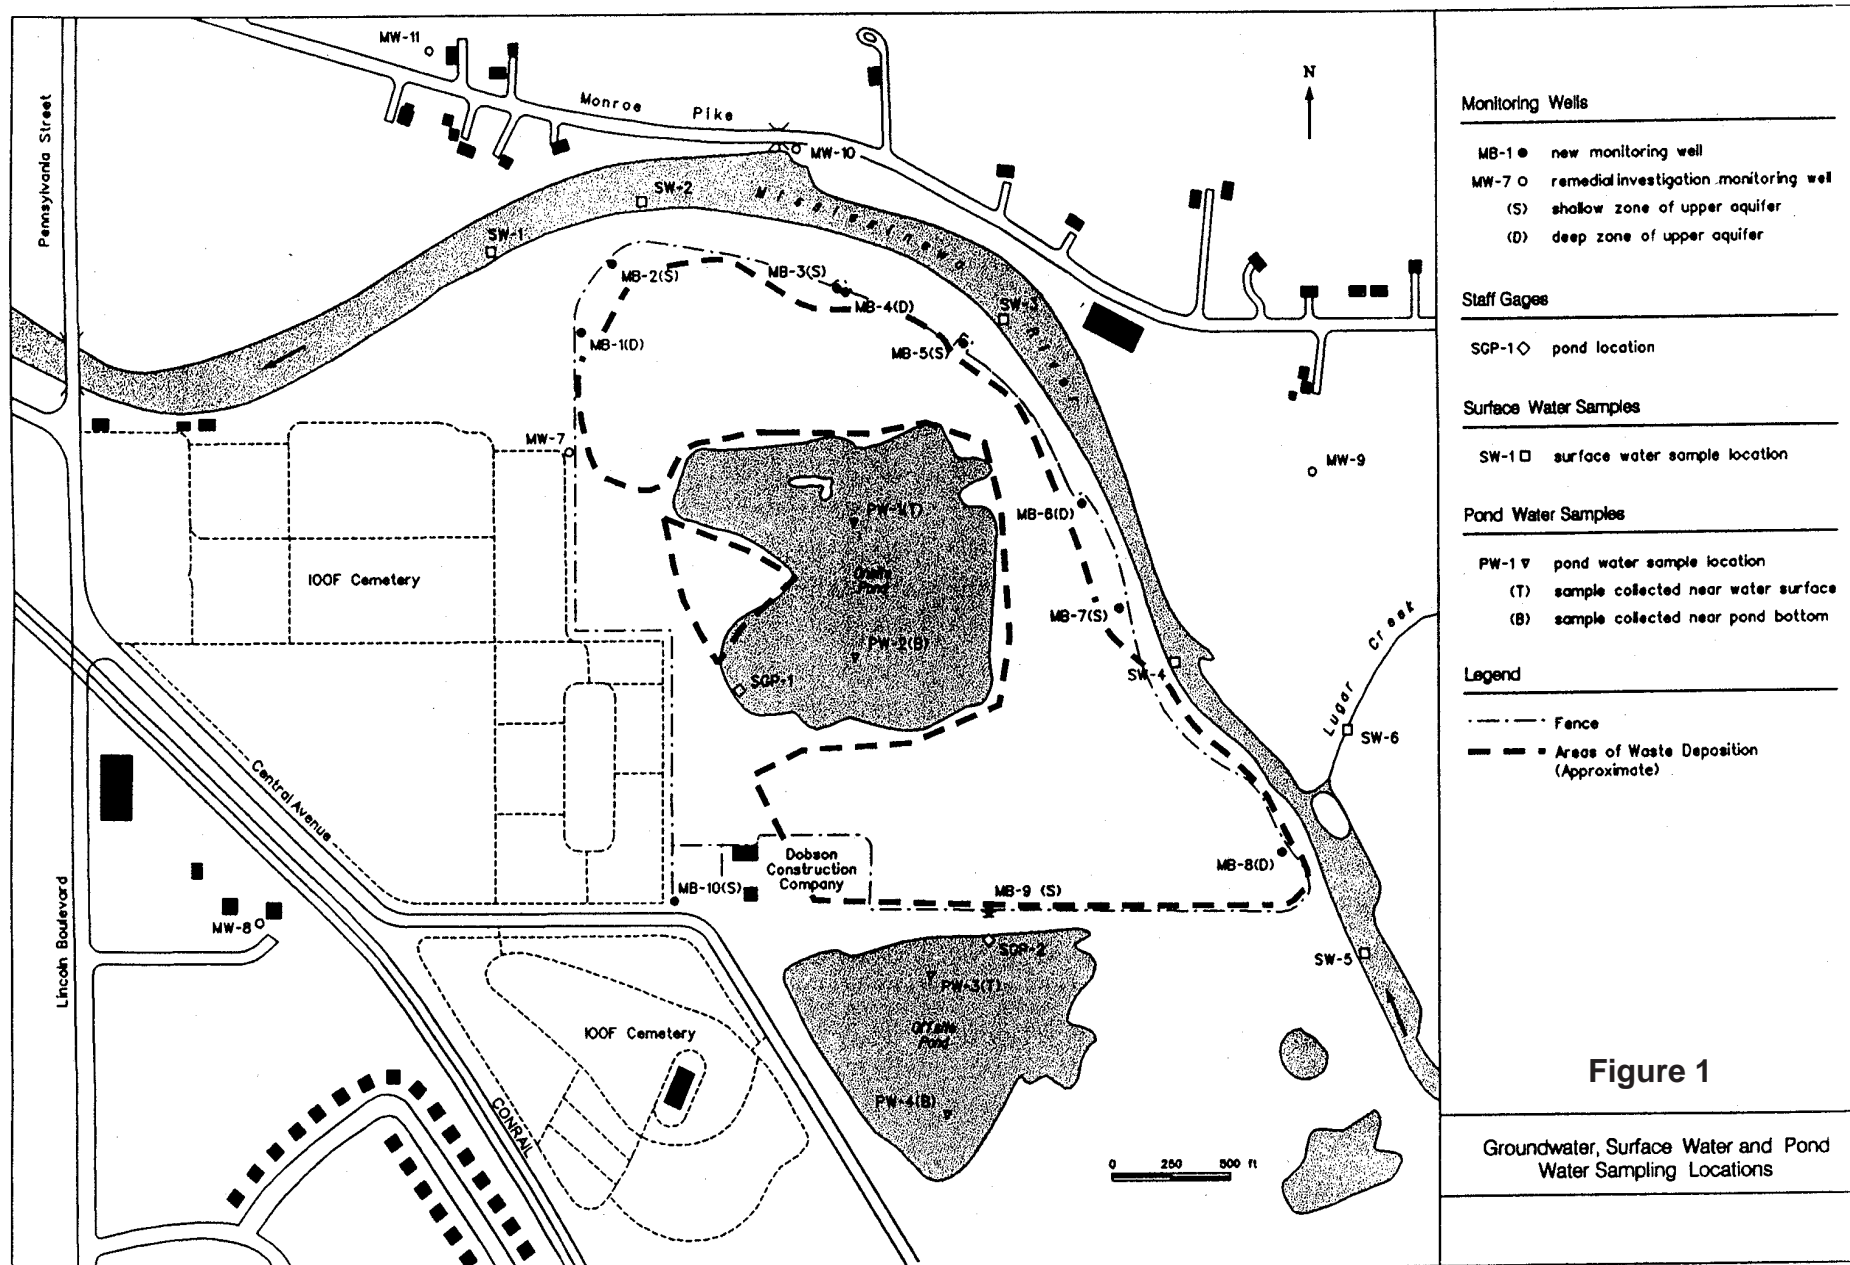 MW-11
Monroe Pike
N
Pennsylvania Street
MW-10
SW-2
Mississinewa River
SW-1
MB-2(S)
MB-3(S)
MB-4(D)
SW-3
MB-1(D)
MB-5(S)
MW-7
MW-9
PW-1(T)
MB-6(D)
IOOF Cemetery
Onsite
Pond
MB-7(S)
PW-2(B)
Lugar Creek
SW-4
SGP-1
SW-6
Central Avenue
Dobson
Construction
Company
MB-8(D)
MB-10(S)
MB-9 (S)
MW-8
Lincoln Boulevard
SGP-2
SW-5
PW-3(T)
IOOF Cemetery
Offsite
Pond
PW-4(B)
CONRAIL
0 250 500 ft
Monitoring Wells
MB-1 new monitoring well
MW-7 remedial investigation monitoring well
(S) shallow zone of upper aquifer
(D) deep zone of upper aquifer
Staff Gages
SGP-1 pond location
Surface Water Samples
SW-1 surface water sample location
Pond Water Samples
PW-1 pond water sample location
(T) sample collected near water surface
(B) sample collected near pond bottom
Legend
Fence
Areas of Waste Deposition
(Approximate)
Figure 1
Groundwater, Surface Water and Pond
Water Sampling Locations